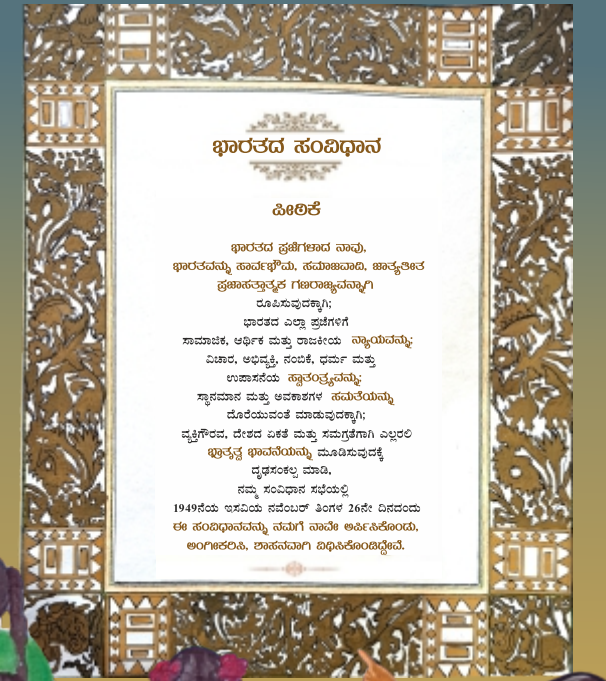 ಭಾರತದ ಸಂವಿಧಾನ
ಪೀಠಿಕೆ
ಭಾರತದ ಪ್ರಜೆಗಳಾದ ನಾವು,
ಭಾರತವನ್ನು ಸಾರ್ವಭೌಮ, ಸಮಾಜವಾದಿ, ಜಾತ್ಯತೀತ
ಪ್ರಜಾಸತ್ತಾತ್ಮಕ ಗಣರಾಜ್ಯವನ್ನಾಗಿ
ರೂಪಿಸುವುದಕ್ಕಾಗಿ;
ಭಾರತದ ಎಲ್ಲಾ ಪ್ರಜೆಗಳಿಗೆ
ಸಾಮಾಜಿಕ, ಆರ್ಥಿಕ ಮತ್ತು ರಾಜಕೀಯ ನ್ಯಾಯವನ್ನು;
ವಿಚಾರ, ಅಭಿವ್ಯಕ್ತಿ, ನಂಬಿಕೆ, ಧರ್ಮ ಮತ್ತು
ಉಪಾಸನೆಯ ಸ್ವಾತಂತ್ರ್ಯವನ್ನು;
ಸ್ಥಾನಮಾನ ಮತ್ತು ಅವಕಾಶಗಳ ಸಮತೆಯನ್ನು
ದೊರೆಯುವಂತೆ ಮಾಡುವುದಕ್ಕಾಗಿ;
ವ್ಯಕ್ತಿಗೌರವ, ದೇಶದ ಏಕತೆ ಮತ್ತು ಸಮಗ್ರತೆಗಾಗಿ ಎಲ್ಲರಲಿ
ಭ್ರಾತೃತ್ವ ಭಾವನೆಯನ್ನು ಮೂಡಿಸುವುದಕ್ಕೆ
ದೃಢಸಂಕಲ್ಪ ಮಾಡಿ,
ನಮ್ಮ ಸಂವಿಧಾನ ಸಭೆಯಲ್ಲಿ
1949ನೆಯ ಇಸವಿಯ ನವೆಂಬರ್ ತಿಂಗಳ 26ನೇ ದಿನದಂದು
ಈ ಸಂವಿಧಾನವನ್ನು ನಮಗೆ ನಾವೇ ಅರ್ಪಿಸಿಕೊಂಡು,
ಅಂಗೀಕರಿಸಿ, ಶಾಸನವಾಗಿ ವಿಧಿಸಿಕೊಂಡಿದ್ದೇವೆ.